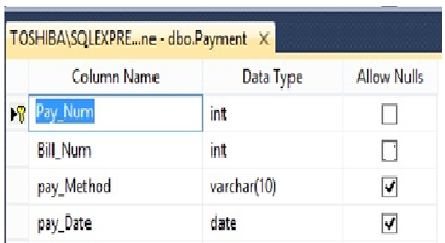 TOSHIBA\SQLEXPRE...ne - dbo.Payment X
Column Name Data Type Allow Nulls
Pay_Num int
Bill_Num int
pay_Method varchar(10)
pay_Date date